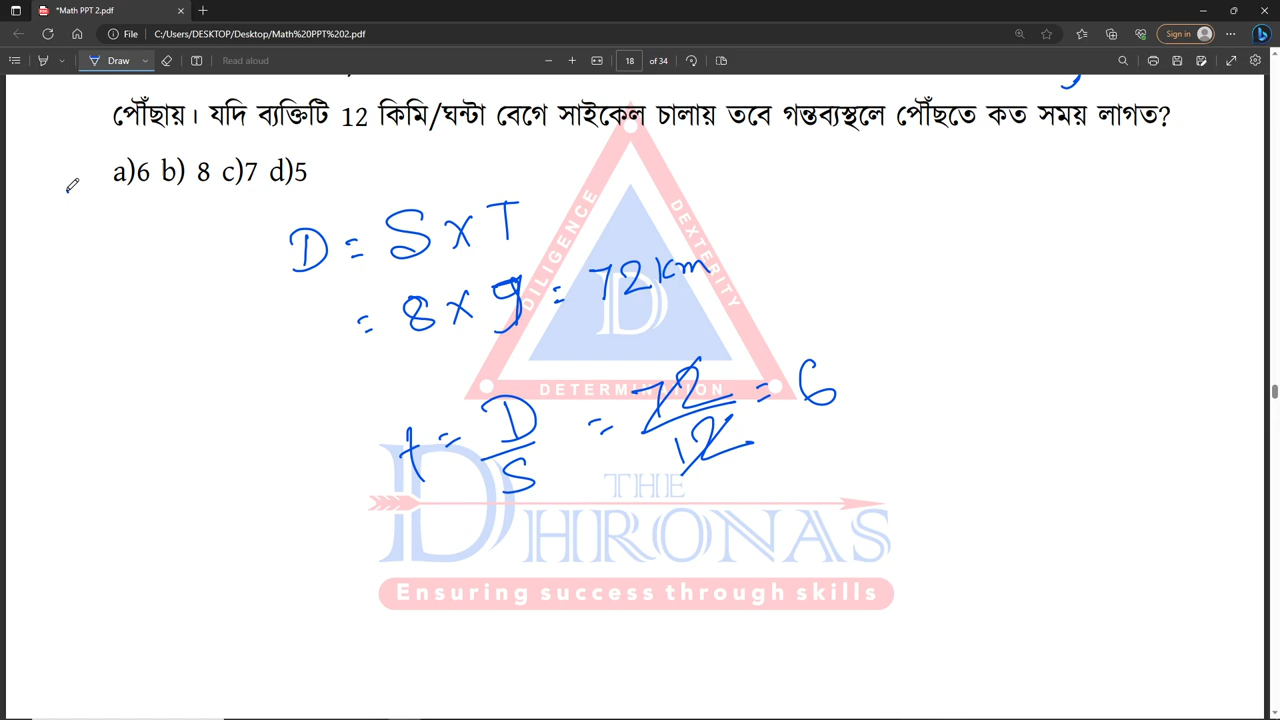 *Math PPT 2.pdf
File C:/Users/DESKTOP/Desktop/Math%20PPT%202.pdf Sign in
Draw Read aloud 18 of 34
পৌঁছায়। যদি ব্যক্তিটি 12 কিমি/ঘন্টা বেগে সাইকেল চালায় তবে গন্তব্যস্থলে পৌঁছতে কত সময় লাগত?
a)6 b) 8 c)7 d)5
D = S x T
= 8 x 9 = 72 km
t = D/S = 72/12 = 6
DILIGENCE
DEXTERITY
D
DETERMINATION
THE
DHRONAS
Ensuring success through skills